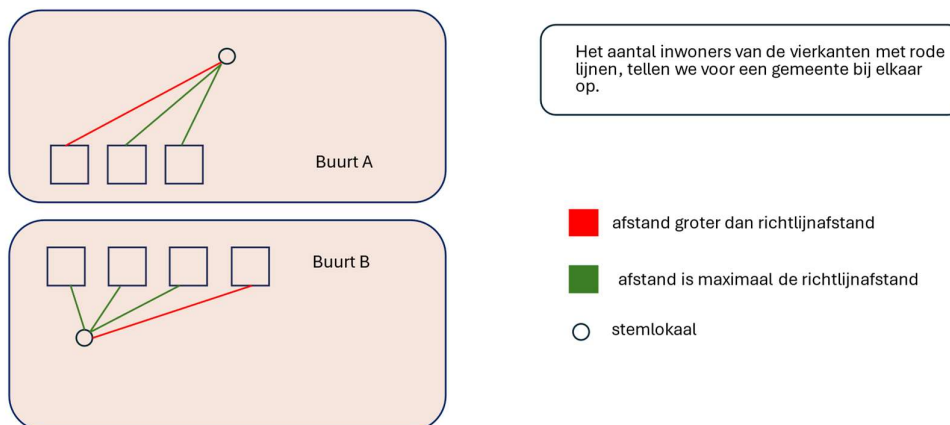 Het aantal inwoners van de vierkanten met rode
lijnen, tellen we voor een gemeente bij elkaar
op.
Buurt A
Buurt B
afstand groter dan richtlijnafstand
afstand is maximaal de richtlijnafstand
stemlokaal